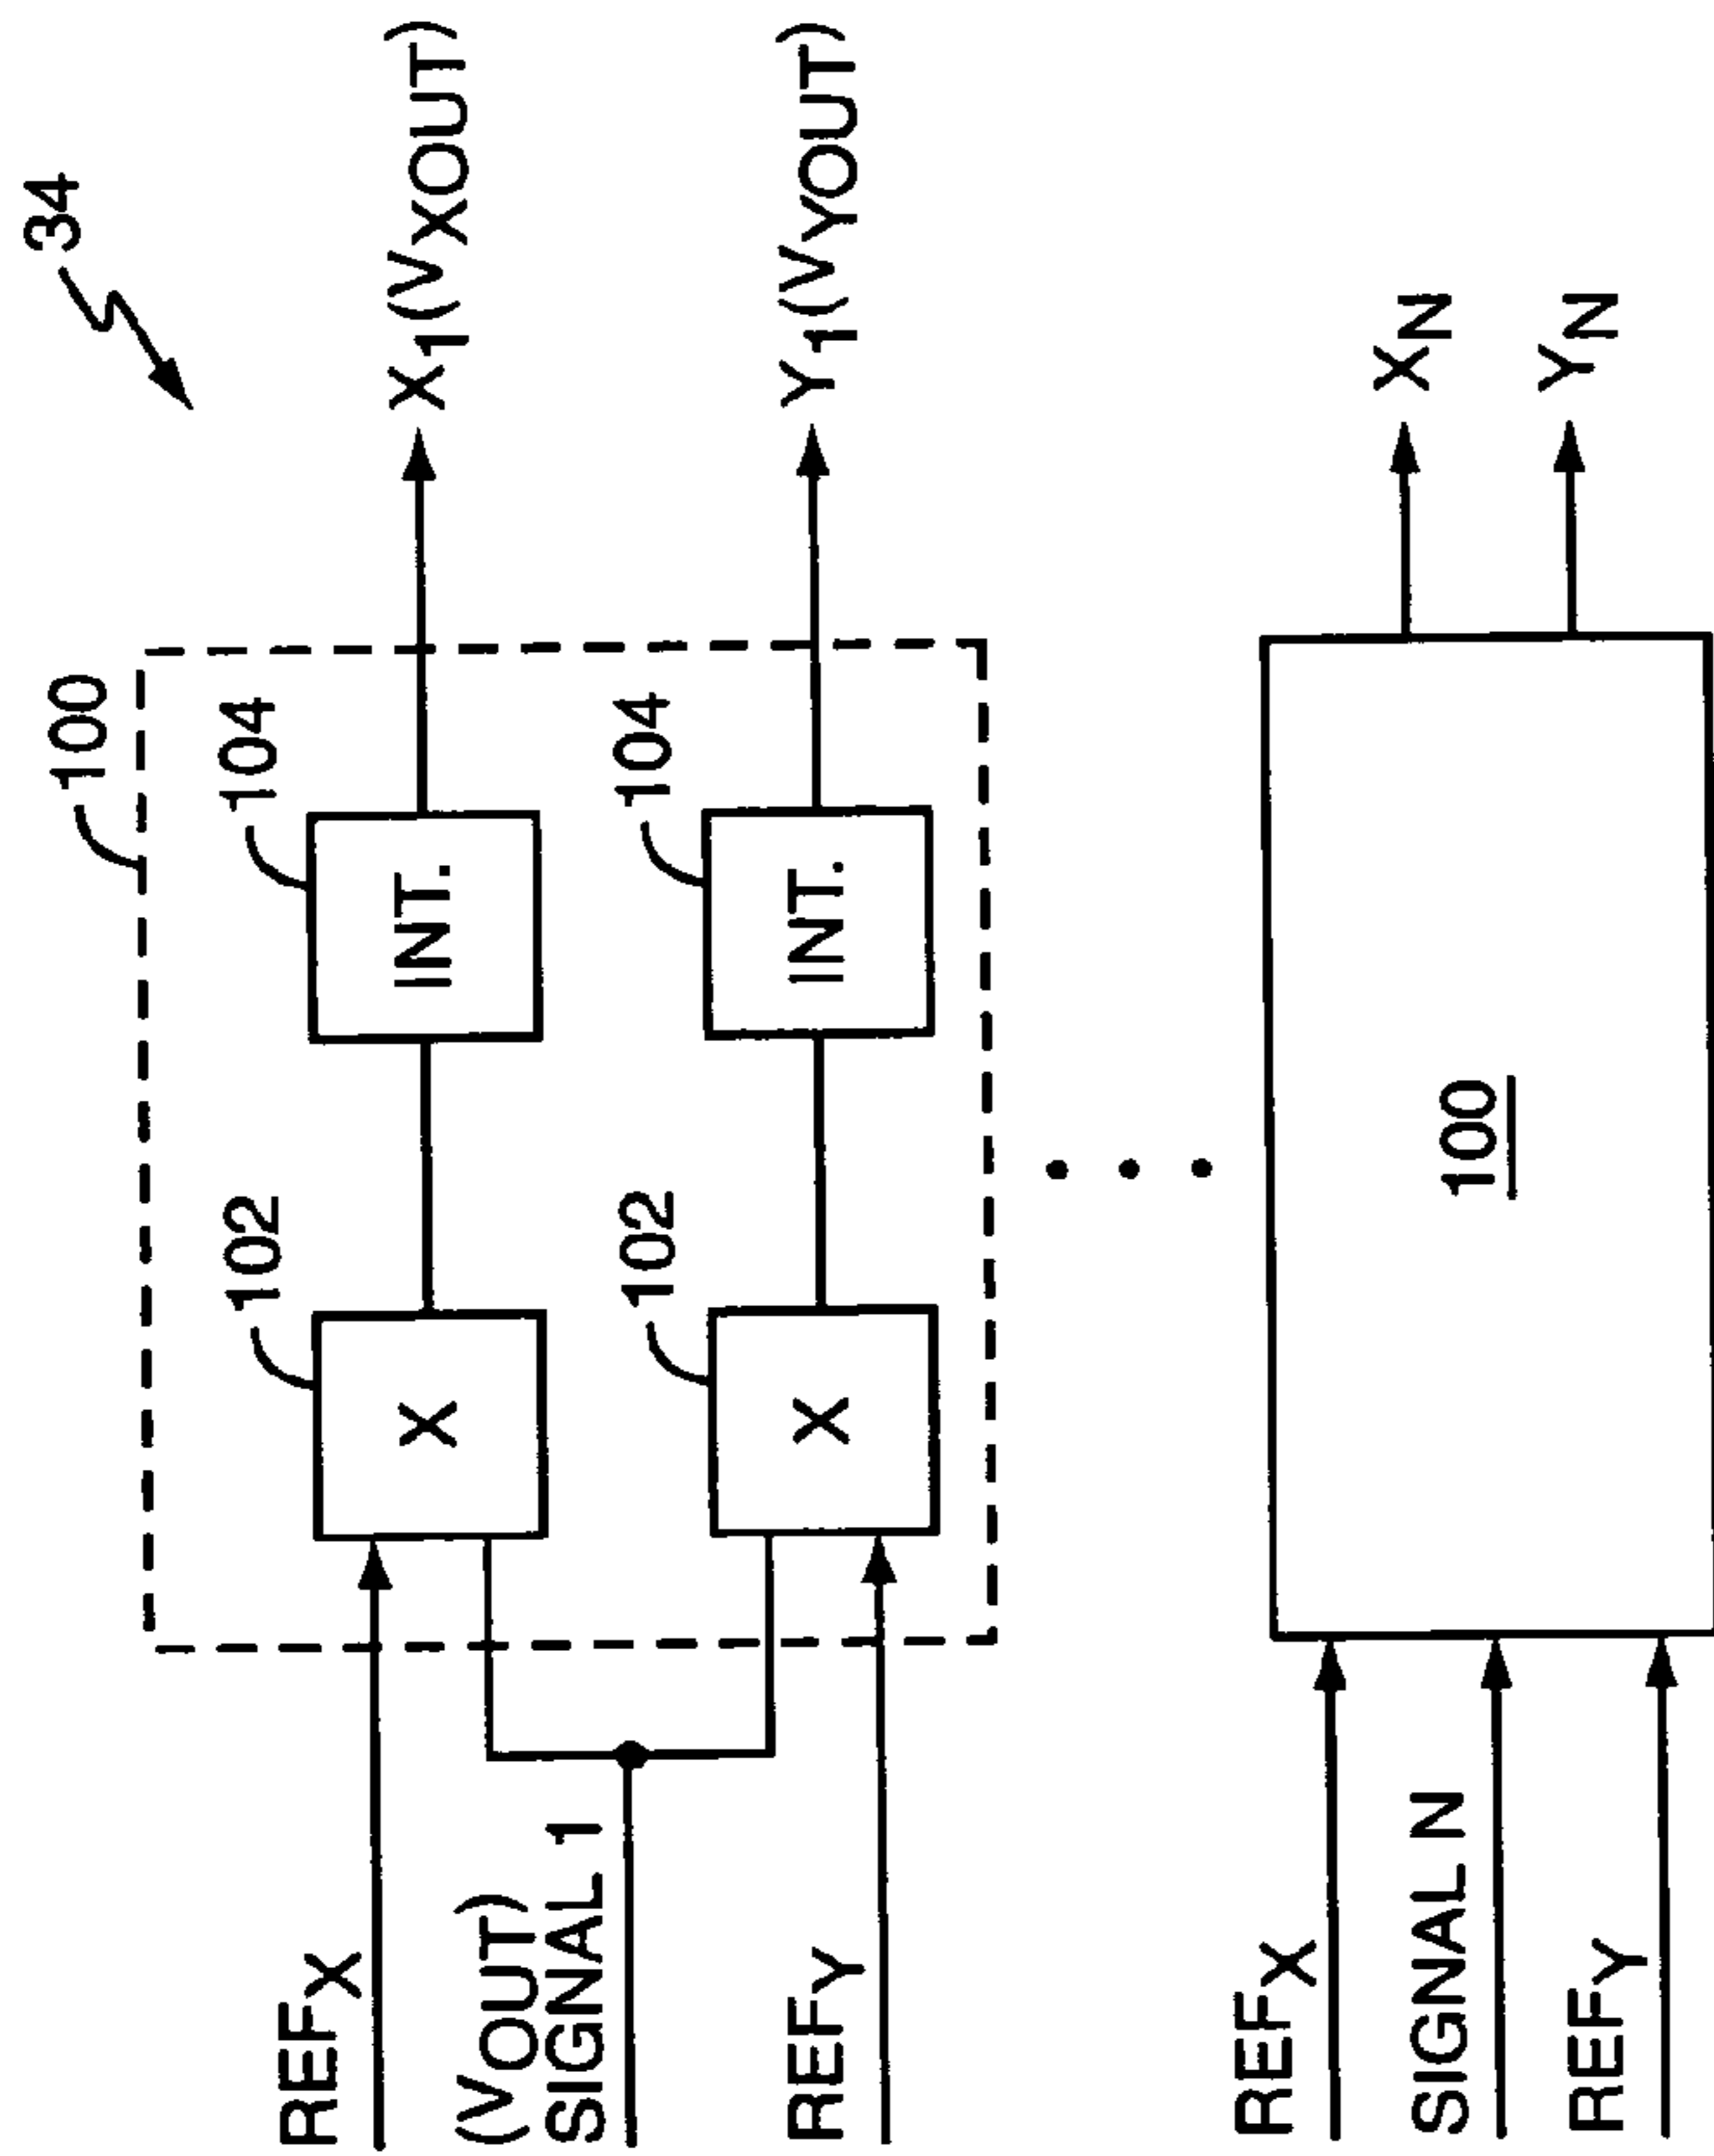 34
100
REFX
102
X
104
INT.
X1(VXOUT)
(VOUT)
SIGNAL 1
102
X
104
INT.
Y1(VYOUT)
REFY
REFX
SIGNAL N
REFY
100
XN
YN